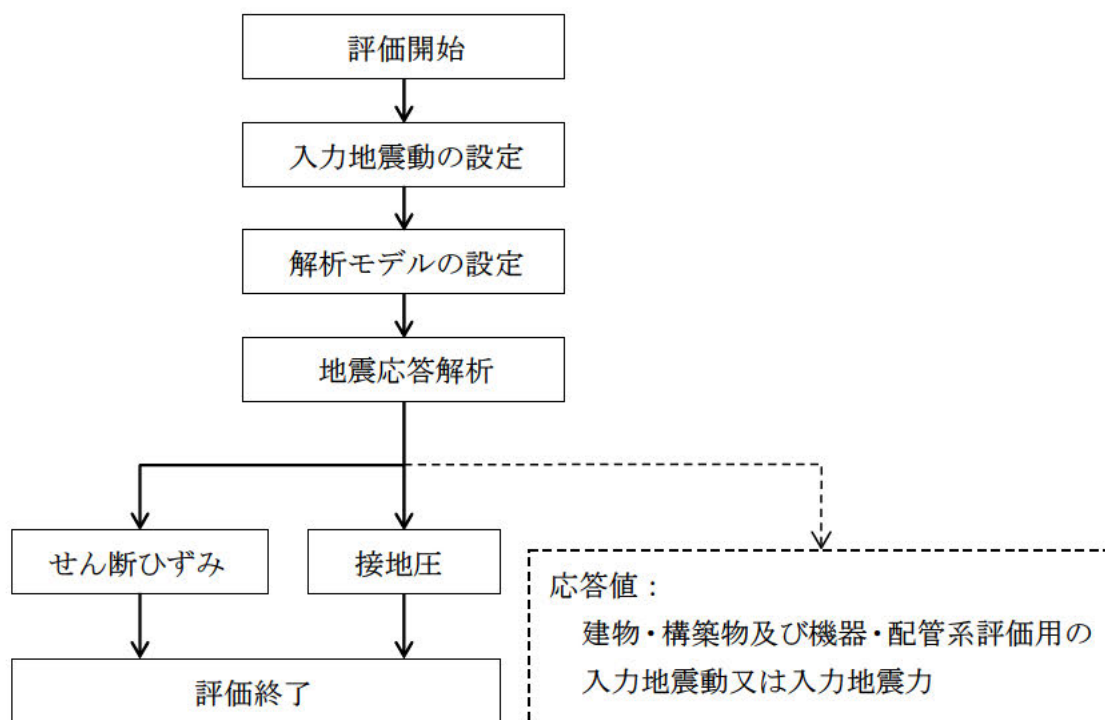 評価開始
入力地震動の設定
解析モデルの設定
地震応答解析
せん断ひずみ
接地圧
評価終了
応答値：
建物・構築物及び機器・配管系評価用の
入力地震動又は入力地震力